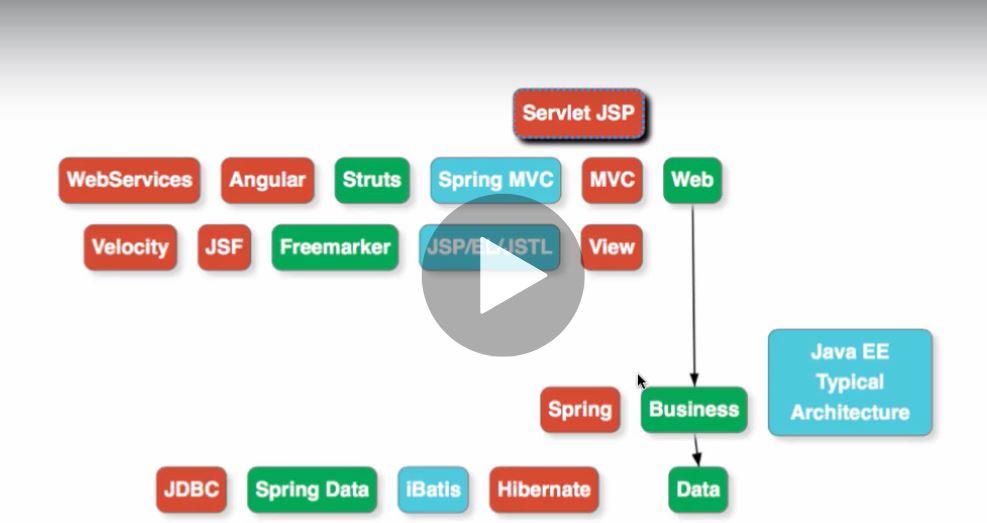 Servlet JSP
WebServices Angular Struts Spring MVC MVC Web
Velocity JSF Freemarker JSP/EL/JSTL View
Java EE
Typical
Architecture
Spring Business
JDBC Spring Data iBatis Hibernate Data